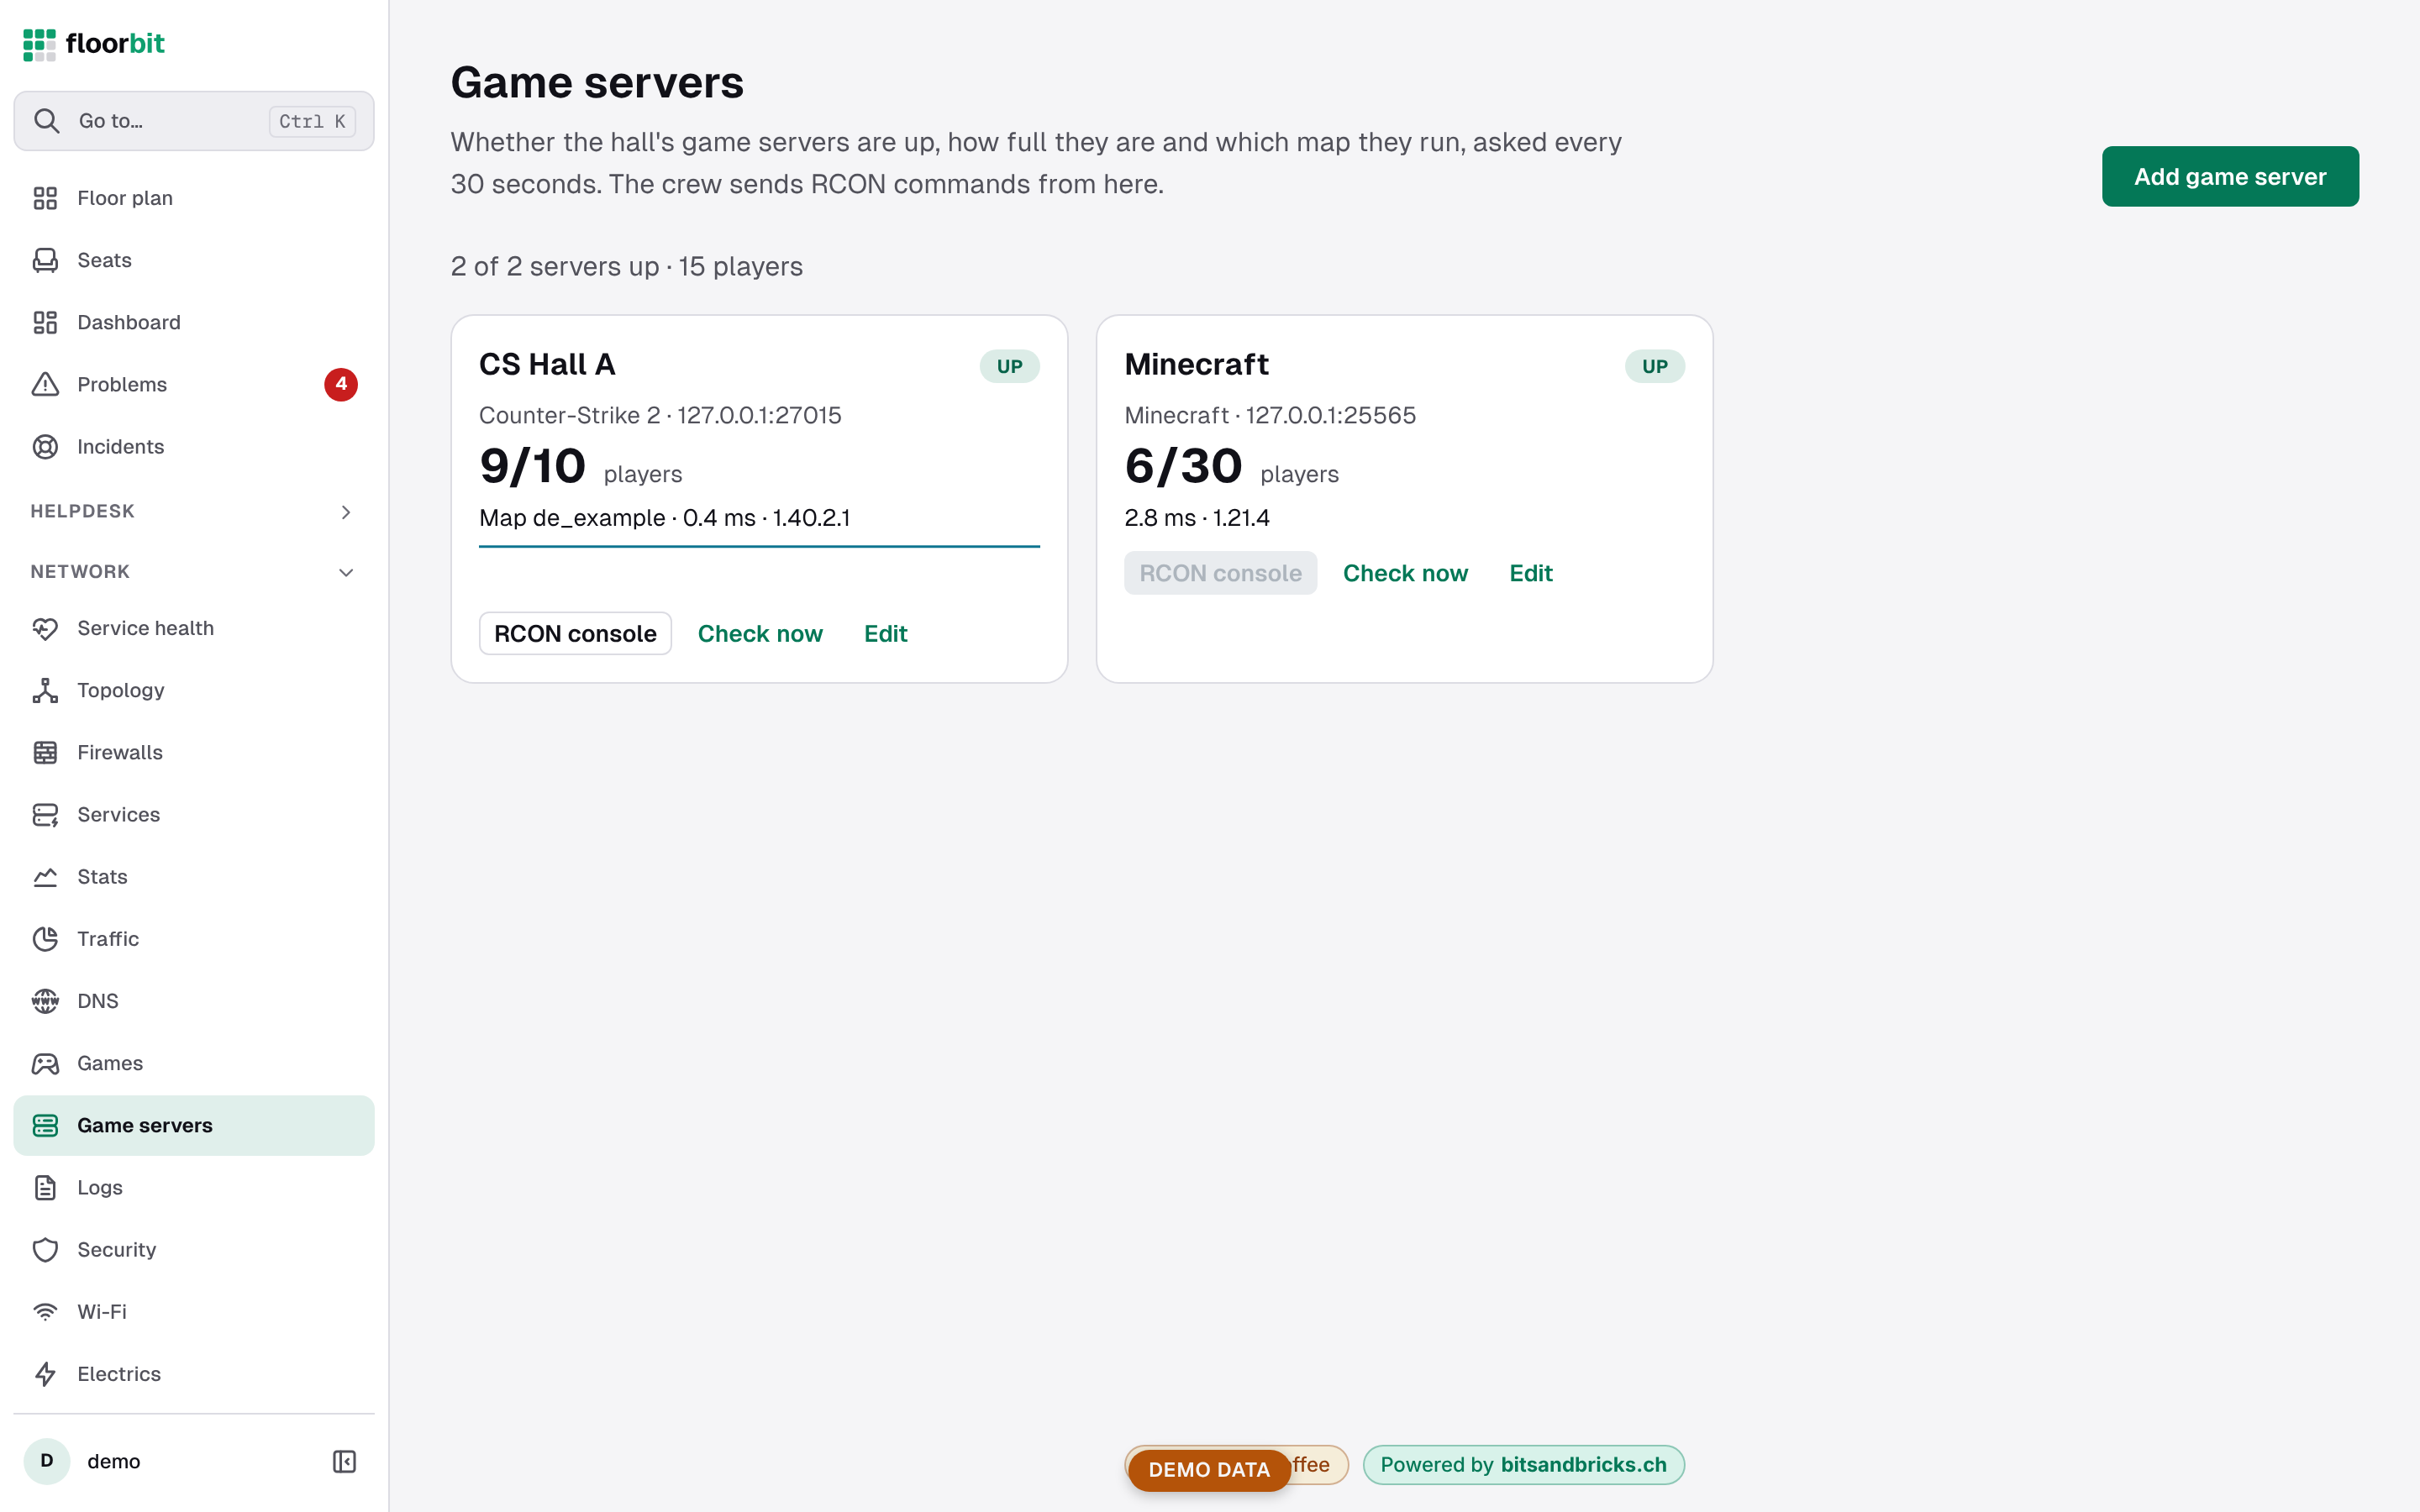 floorbit
Go to...
Ctrl K
Floor plan
Seats
Dashboard
Problems
4
Incidents
HELPDESK
NETWORK
Service health
Topology
Firewalls
Services
Stats
Traffic
DNS
Games
Game servers
Logs
Security
Wi-Fi
Electrics
D
demo
Game servers
Whether the hall's game servers are up, how full they are and which map they run, asked every
30 seconds. The crew sends RCON commands from here.
Add game server
2 of 2 servers up · 15 players
CS Hall A
UP
Counter-Strike 2 · 127.0.0.1:27015
9/10 players
Map de_example · 0.4 ms · 1.40.2.1
RCON console
Check now
Edit
Minecraft
UP
Minecraft · 127.0.0.1:25565
6/30 players
2.8 ms · 1.21.4
RCON console
Check now
Edit
DEMO DATA
Powered by bitsandbricks.ch